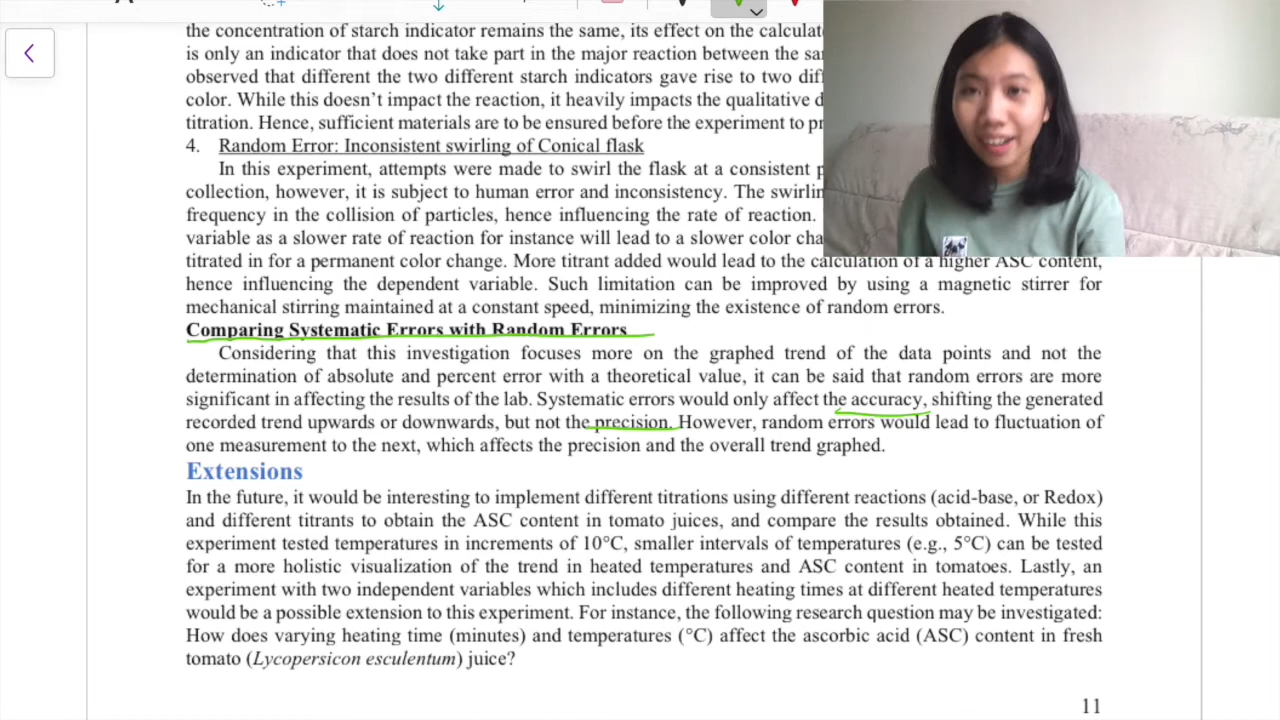 the concentration of starch indicator remains the same, its effect on the
is only an indicator that does not take part in the major reaction between the
observed that different the two different starch indicators gave rise to two
color. While this doesn't impact the reaction, it heavily impacts the qualitative
titration. Hence, sufficient materials are to be ensured before the experiment to
4. Random Error: Inconsistent swirling of Conical flask
In this experiment, attempts were made to swirl the flask at a consistent
collection, however, it is subject to human error and inconsistency. The
frequency in the collision of particles, hence influencing the rate of reaction.
variable as a slower rate of reaction for instance will lead to a slower color
titrated in for a permanent color change. More titrant added would lead to the calculation of a higher ASC content,
hence influencing the dependent variable. Such limitation can be improved by using a magnetic stirrer for
mechanical stirring maintained at a constant speed, minimizing the existence of random errors.
Comparing Systematic Errors with Random Errors
Considering that this investigation focuses more on the graphed trend of the data points and not the
determination of absolute and percent error with a theoretical value, it can be said that random errors are more
significant in affecting the results of the lab. Systematic errors would only affect the accuracy, shifting the generated
recorded trend upwards or downwards, but not the precision. However, random errors would lead to fluctuation of
one measurement to the next, which affects the precision and the overall trend graphed.
Extensions
In the future, it would be interesting to implement different titrations using different reactions (acid-base, or Redox)
and different titrants to obtain the ASC content in tomato juices, and compare the results obtained. While this
experiment tested temperatures in increments of 10°C, smaller intervals of temperatures (e.g., 5°C) can be tested
for a more holistic visualization of the trend in heated temperatures and ASC content in tomatoes. Lastly, an
experiment with two independent variables which includes different heating times at different heated temperatures
would be a possible extension to this experiment. For instance, the following research question may be investigated:
How does varying heating time (minutes) and temperatures (°C) affect the ascorbic acid (ASC) content in fresh
tomato (Lycopersicon esculentum) juice?
11